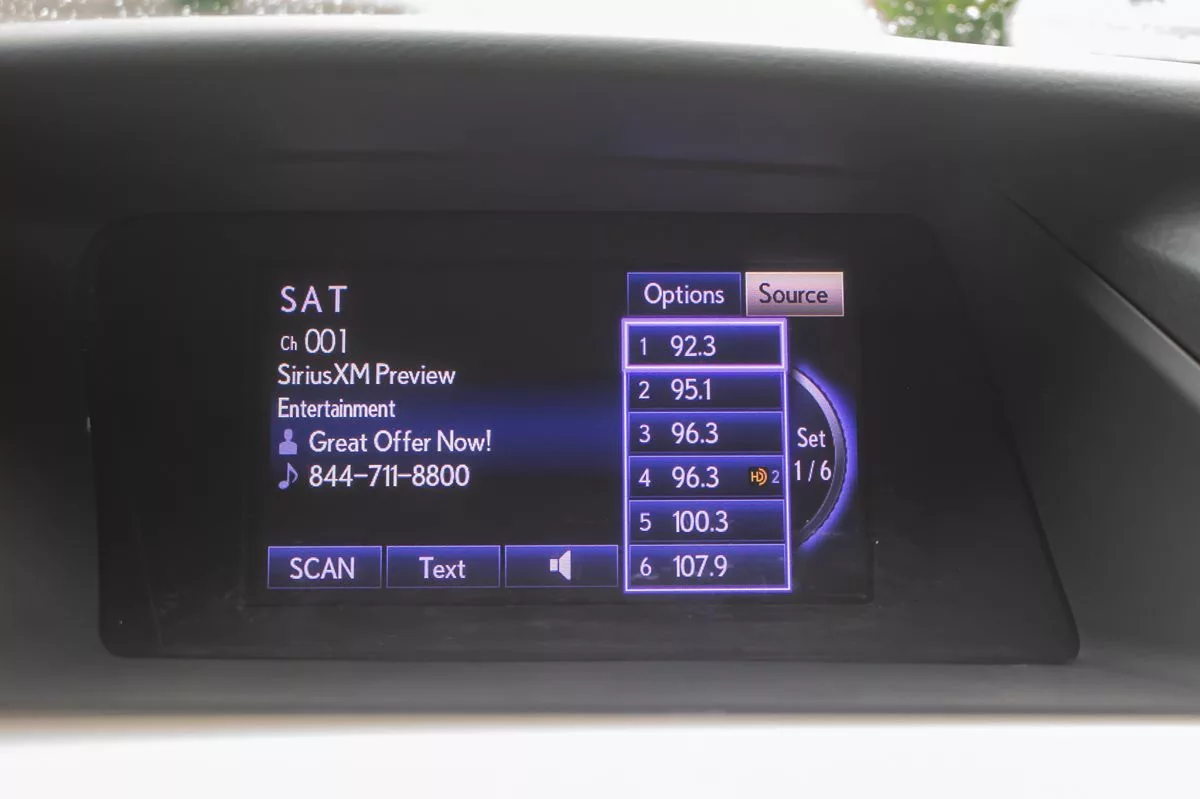 SAT
Ch 001
SiriusXM Preview
Entertainment
Great Offer Now!
844-711-8800
SCAN Text
Options Source
1 92.3
2 95.1
3 96.3
4 96.3 HD 2
5 100.3
6 107.9
Set
1/6